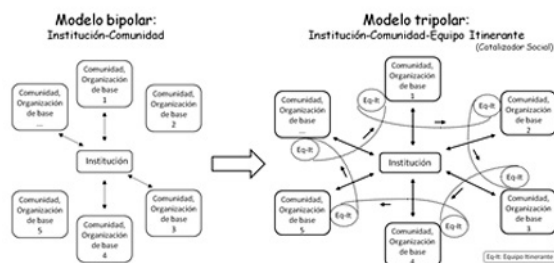 Modelo bipolar:
Institución-Comunidad
Comunidad,
Organización
de base
1
Comunidad,
Organización
de base
...
Comunidad,
Organización
de base
2
Institución
Comunidad,
Organización
de base
5
Comunidad,
Organización
de base
4
Comunidad,
Organización
de base
3
Modelo tripolar:
Institución-Comunidad-Equipo Itinerante
(Catalizador Social)
Comunidad,
Organización
de base
1
Eq-It
Eq-It
Comunidad,
Organización
de base
...
Eq-It
Comunidad,
Organización
de base
2
Institución
Eq-It
Comunidad,
Organización
de base
5
Eq-It
Comunidad,
Organización
de base
4
Eq-It
Comunidad,
Organización
de base
3
Eq-It: Equipo Itinerante